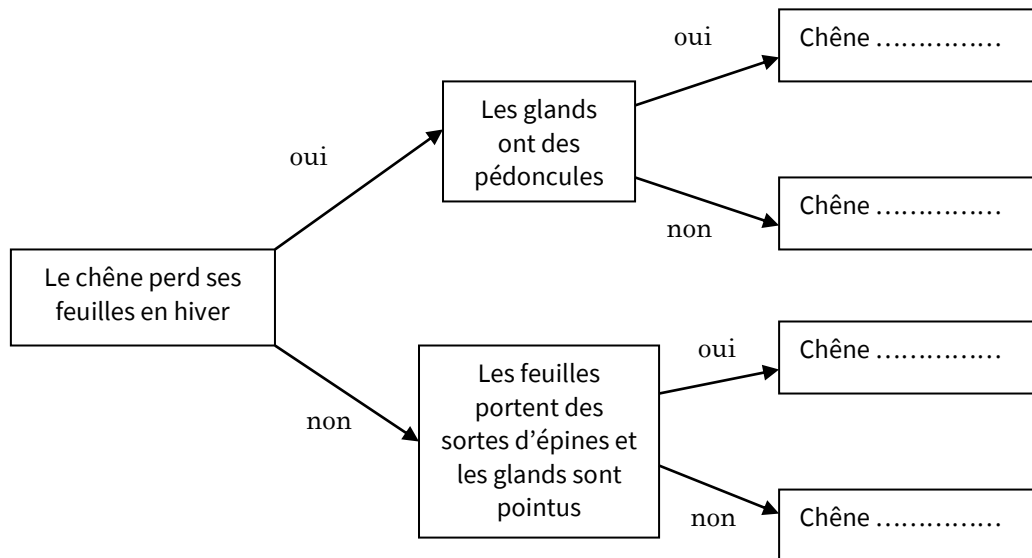 oui
Chêne ……………
Les glands
ont des
pédoncules
oui
non
Chêne ……………
Le chêne perd ses
feuilles en hiver
oui
Chêne ……………
non
Les feuilles
portent des
sortes d'épines et
les glands sont
pointus
non
Chêne ……………